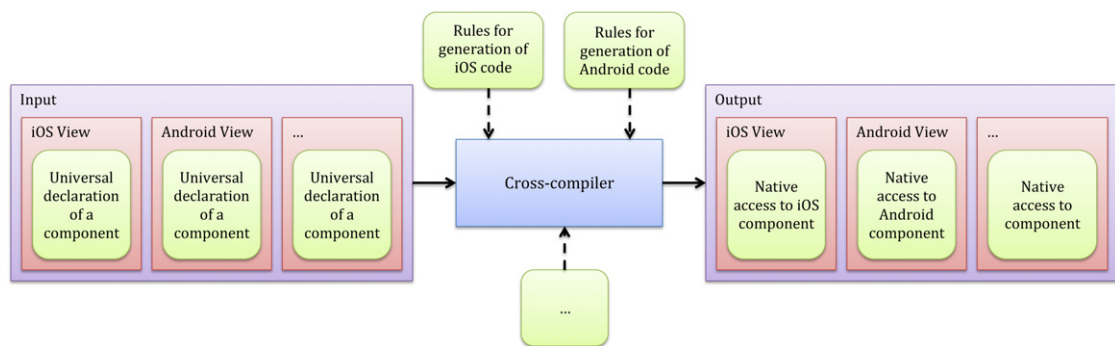 Rules for
generation of
iOS code
Rules for
generation of
Android code
Input
iOS View
Universal
declaration
of a
component
Android View
Universal
declaration
of a
component
...
Universal
declaration
of a
component
Cross-compiler
...
Output
iOS View
Native
access to iOS
component
Android View
Native
access to
Android
component
...
Native
access to
component